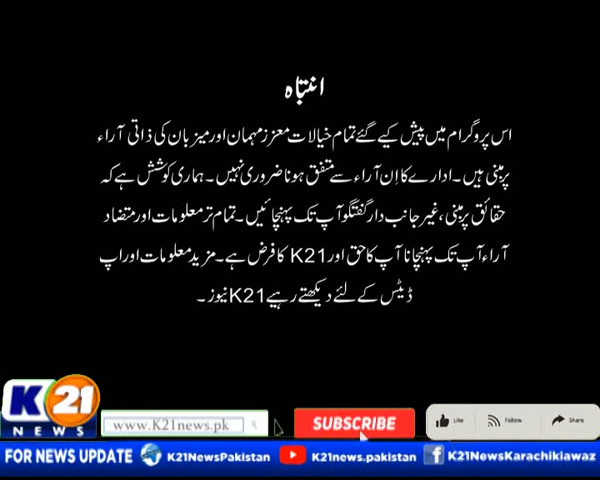 انتباہ
اس پروگرام میں پیش کیے گئے تمام خیالات معزز مہمان اور میزبان کی ذاتی آراء
پر مبنی ہیں۔ ادارے کا اِن آراء سے متفق ہونا ضروری نہیں۔ ہماری کوشش ہے کہ
حقائق پر مبنی، غیر جانب دار گفتگو آپ تک پہنچائیں۔ تمام تر معلومات اور متضاد
آراء آپ تک پہنچانا آپ کا حق اور K21 کا فرض ہے۔ مزید معلومات اور اپ
ڈیٹس کے لئے دیکھتے رہیے K21 نیوز۔
K21
NEWS
www.K21news.pk
SUBSCRIBE
Like
Follow
Share
FOR NEWS UPDATE
K21NewsPakistan
K21news.pakistan
K21NewsKarachikiawaz